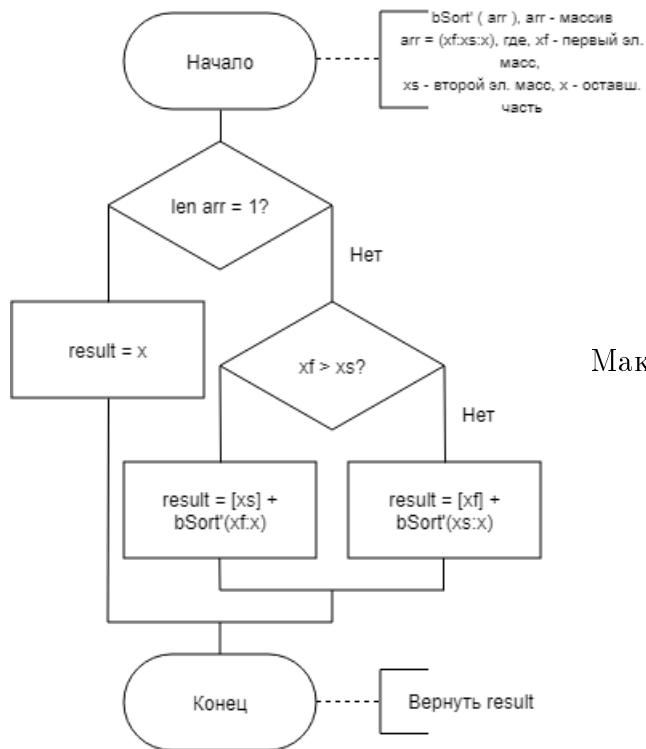 Начало
bSort' ( arr ), arr - массив
arr = (xf:xs:x), где, xf - первый эл.
масс,
xs - второй эл. масс, x - оставш.
часть
len arr = 1?
Нет
result = x
xf > xs?
Мак
Нет
result = [xs] +
bSort'(xf:x)
result = [xf] +
bSort'(xs:x)
Конец
Вернуть result